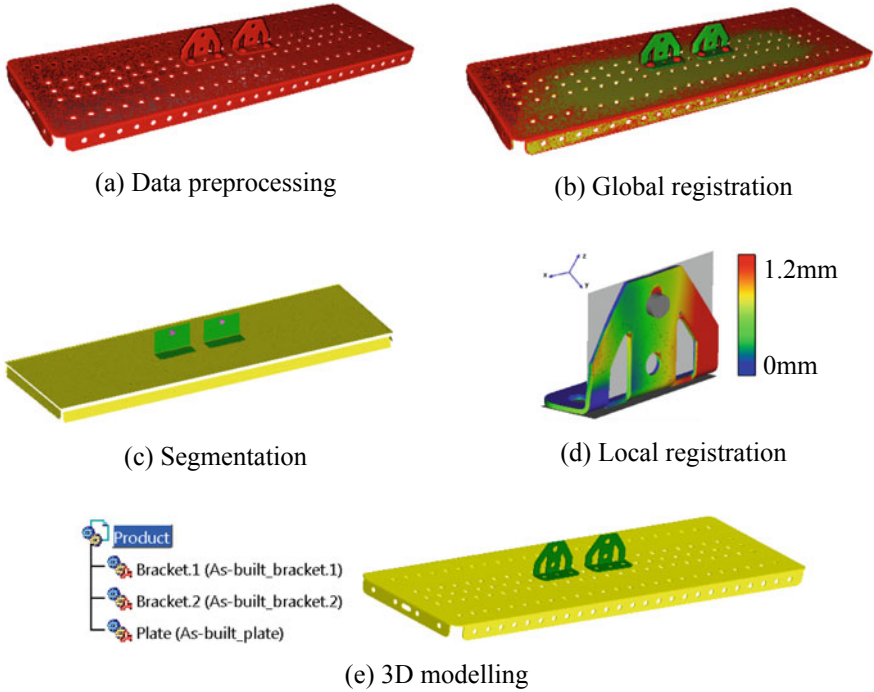 (a) Data preprocessing
(b) Global registration
(c) Segmentation
z
x
y
1.2mm
0mm
(d) Local registration
Product
Bracket.1 (As-built_bracket.1)
Bracket.2 (As-built_bracket.2)
Plate (As-built_plate)
(e) 3D modelling